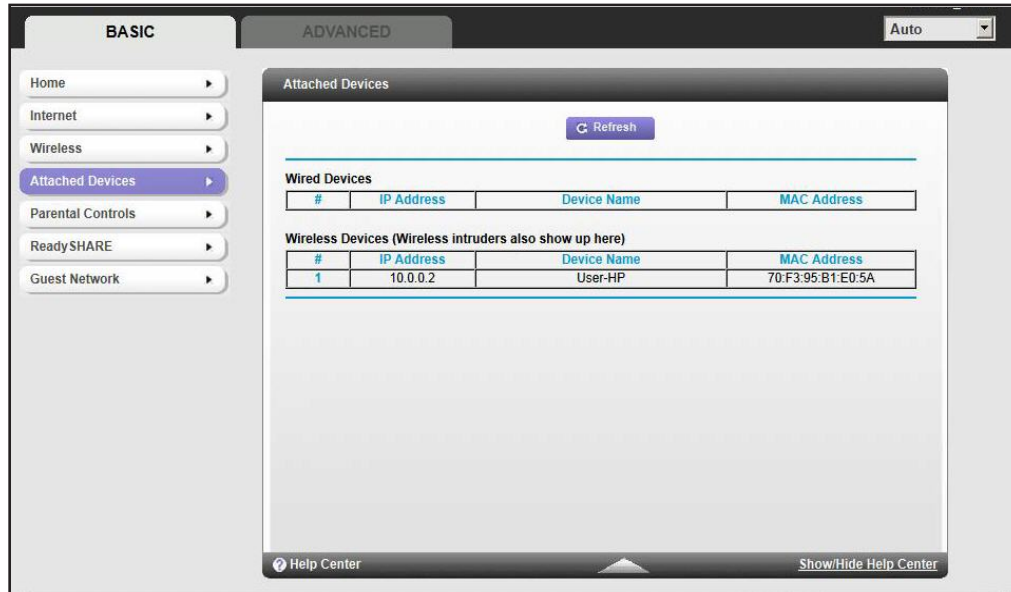 BASIC
ADVANCED
Auto
Home
Internet
Wireless
Attached Devices
Parental Controls
ReadySHARE
Guest Network
Attached Devices
Refresh
Wired Devices
# IP Address Device Name MAC Address
Wireless Devices (Wireless intruders also show up here)
# IP Address Device Name MAC Address
1 10.0.0.2 User-HP 70:F3:95:B1:E0:5A
Help Center
Show/Hide Help Center